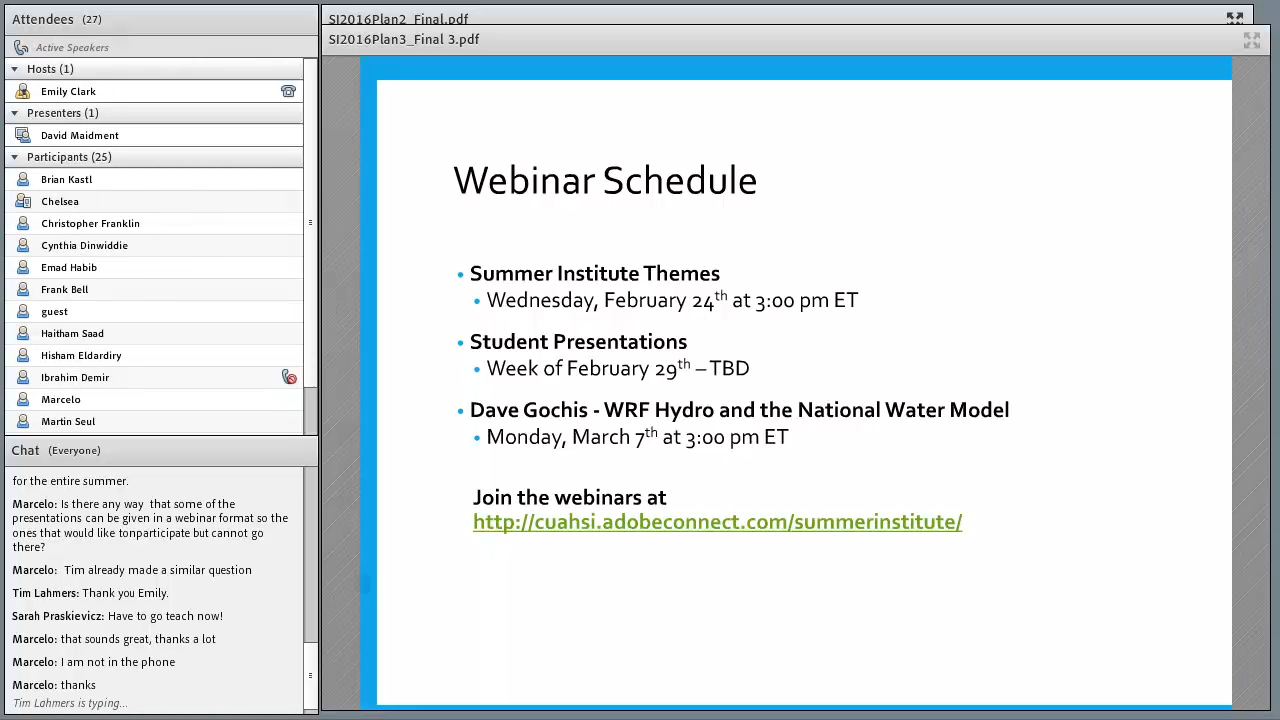 Attendees (27)
Active Speakers
Hosts (1)
Emily Clark
Presenters (1)
David Maidment
Participants (25)
Brian Kastl
Chelsea
Christopher Franklin
Cynthia Dinwiddie
Emad Habib
Frank Bell
guest
Haitham Saad
Hisham Eldardiry
Ibrahim Demir
Marcelo
Martin Seul
Chat (Everyone)
for the entire summer.
Marcelo: Is there any way that some of the
presentations can be given in a webinar format so the
ones that would like tonparticipate but cannot go
there?
Marcelo: Tim already made a similar question
Tim Lahmers: Thank you Emily.
Sarah Praskievicz: Have to go teach now!
Marcelo: that sounds great, thanks a lot
Marcelo: I am not in the phone
Marcelo: thanks
Tim Lahmers is typing...
SI2016Plan2_Final.pdf
SI2016Plan3_Final 3.pdf
Webinar Schedule
• Summer Institute Themes
• Wednesday, February 24th at 3:00 pm ET
• Student Presentations
• Week of February 29th – TBD
• Dave Gochis - WRF Hydro and the National Water Model
• Monday, March 7th at 3:00 pm ET
Join the webinars at
http://cuahsi.adobeconnect.com/summerinstitute/